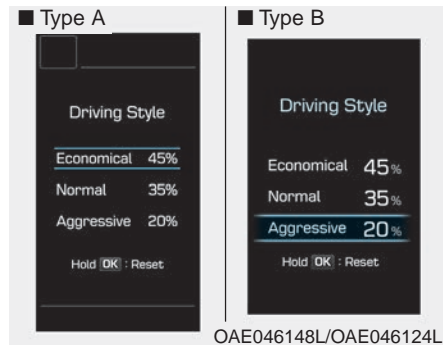 ■ Type A
Driving Style
Economical 45%
Normal 35%
Aggressive 20%
Hold OK : Reset
■ Type B
Driving Style
Economical 45%
Normal 35%
Aggressive 20%
Hold OK : Reset
OAE046148L/OAE046124L